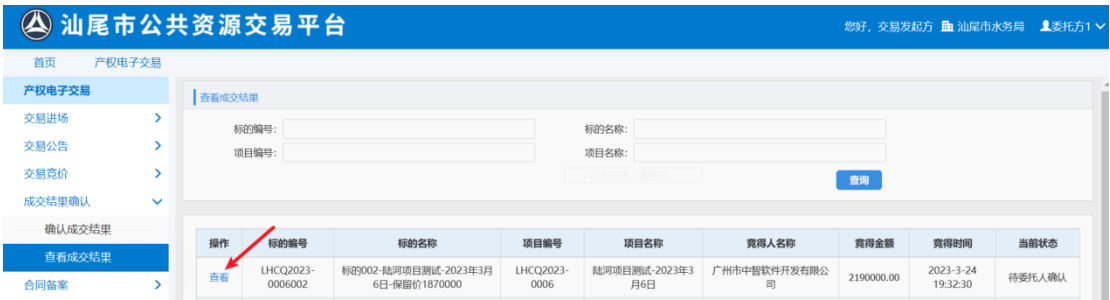 汕尾市公共资源交易平台
您好，交易发起方 汕尾市水务局 委托方1
首页 产权电子交易
产权电子交易
交易进场
交易公告
交易竞价
成交结果确认
确认成交结果
查看成交结果
合同备案
查看成交结果
标的编号： 标的名称：
项目编号： 项目名称：
查询
操作 标的编号 标的名称 项目编号 项目名称 竞得人名称 竞得金额 竞得时间 当前状态
查看 LHCQ2023-0006002 标的002-陆河项目测试-2023年3月6日-保留价1870000 LHCQ2023-0006 陆河项目测试-2023年3月6日 广州市中智软件开发有限公司 2190000.00 2023-3-24 19:32:30 待委托人确认